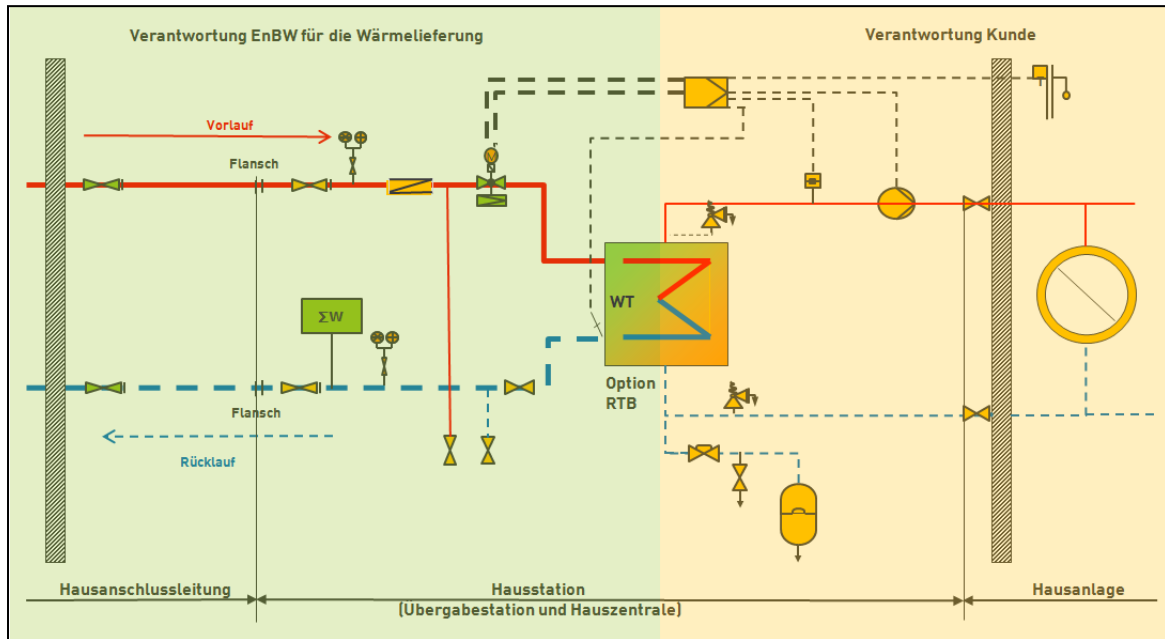 Verantwortung EnBW für die Wärmelieferung
Verantwortung Kunde
Vorlauf
Flansch
M
ΣW
WT
Option
RTB
Flansch
Rücklauf
Hausanschlussleitung
Hausstation
(Übergabestation und Hauszentrale)
Hausanlage